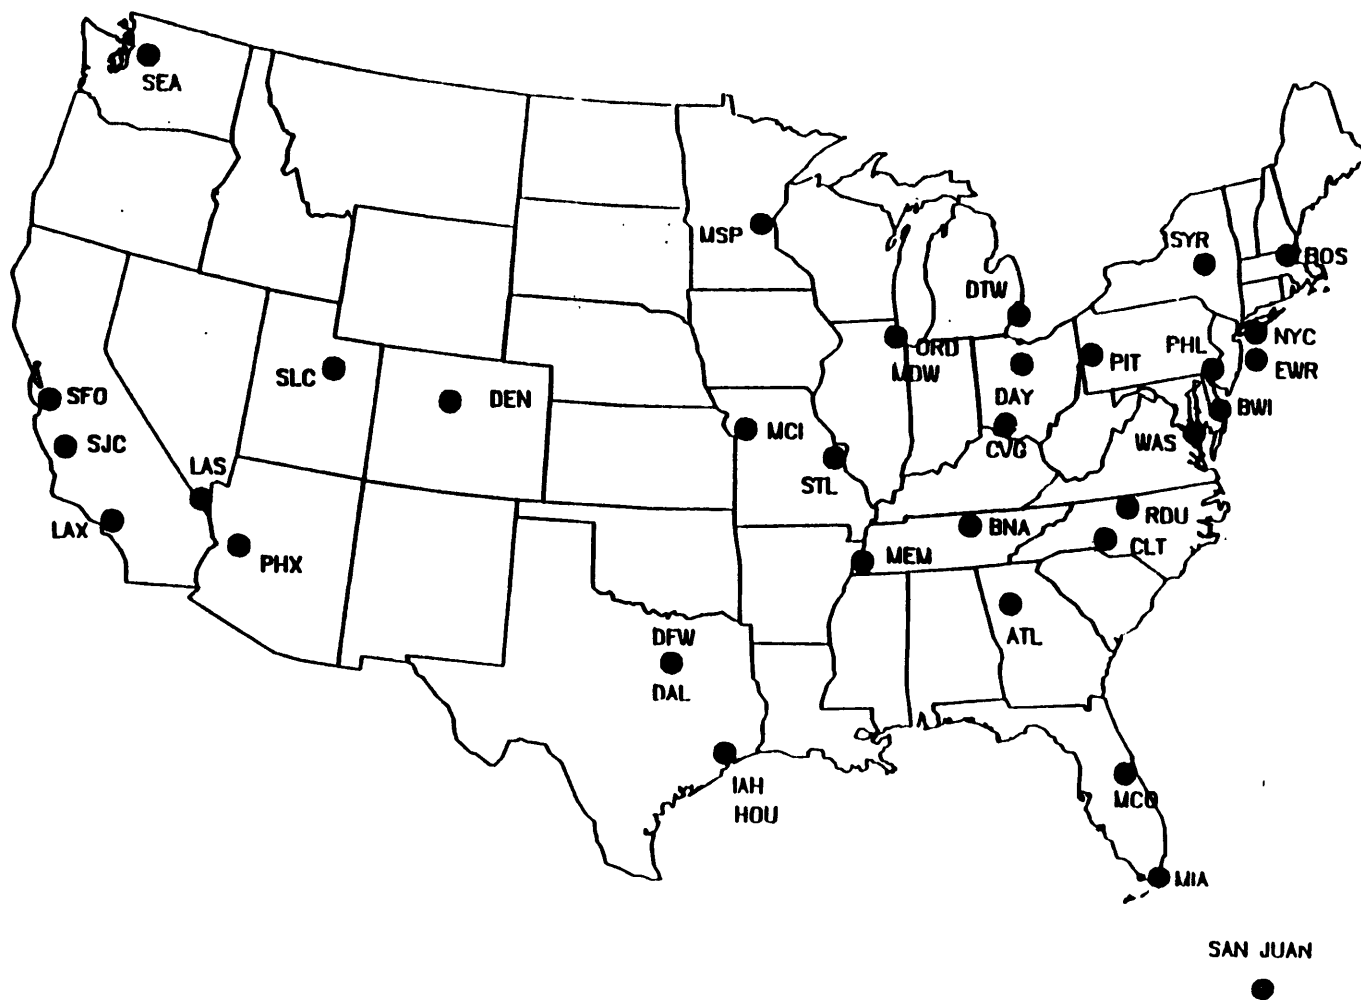 SEA
MSP
SYR
BOS
DTW
ORD
MDW
NYC
PHL
PIT
EWR
SLC
DEN
SFO
DAY
BWI
SJC
MCI
CVG
WAS
LAS
STL
LAX
PHX
BNA
RDU
MEM
CLT
DFW
ATL
DAL
IAH
HOU
MCO
MIA
SAN JUAN